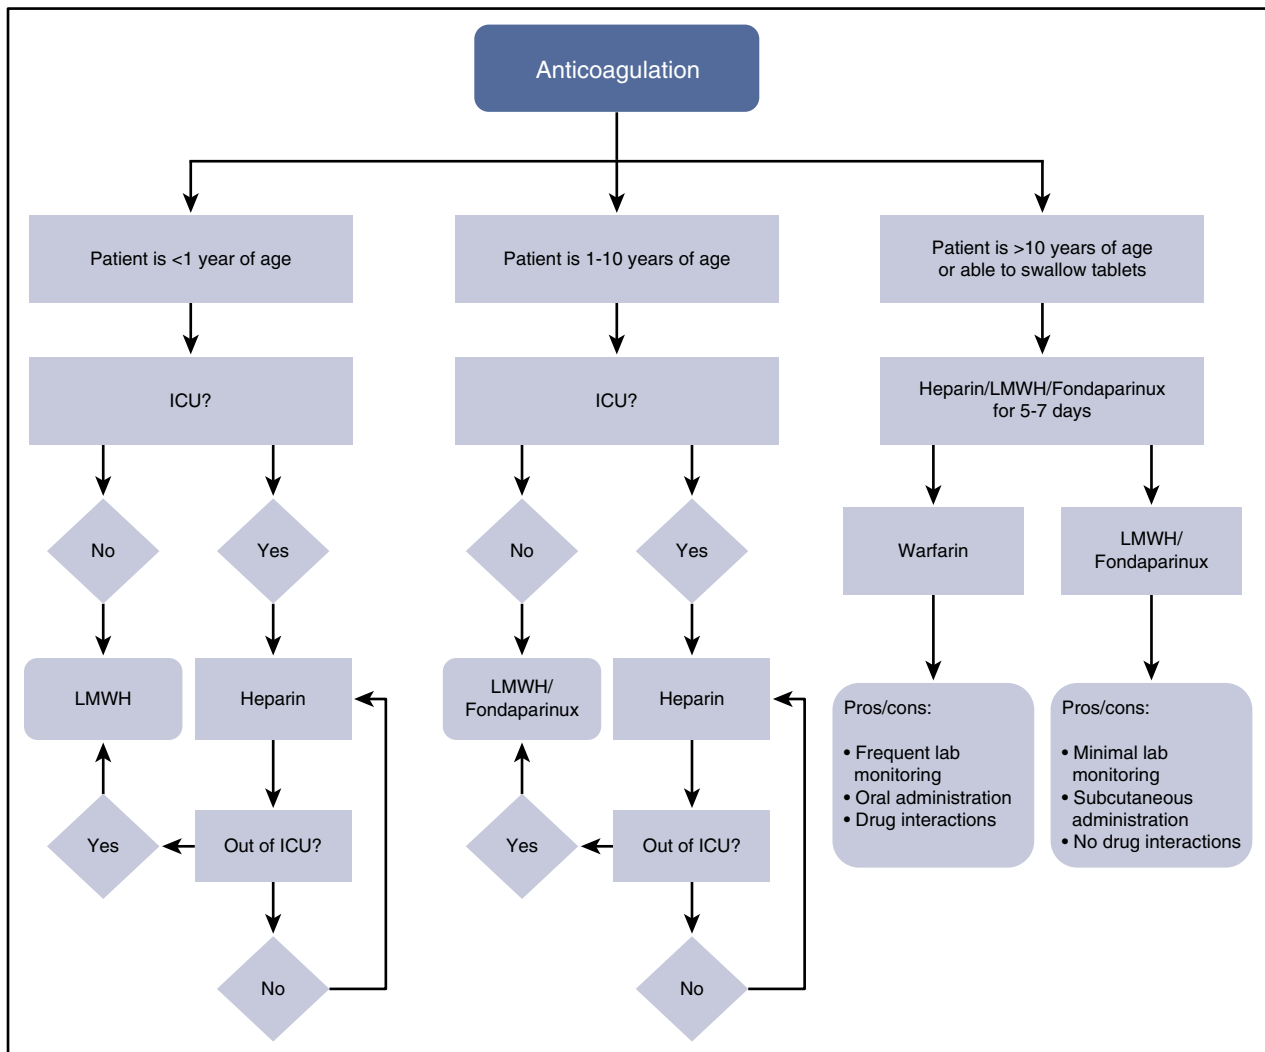 Anticoagulation
Patient is <1 year of age
ICU?
No
Yes
LMWH
Heparin
Yes
Out of ICU?
No
Patient is 1-10 years of age
ICU?
No
Yes
LMWH/
Fondaparinux
Heparin
Yes
Out of ICU?
No
Patient is >10 years of age
or able to swallow tablets
Heparin/LMWH/Fondaparinux
for 5-7 days
Warfarin
LMWH/
Fondaparinux
Pros/cons:
• Frequent lab
monitoring
• Oral administration
• Drug interactions
Pros/cons:
• Minimal lab
monitoring
• Subcutaneous
administration
• No drug interactions